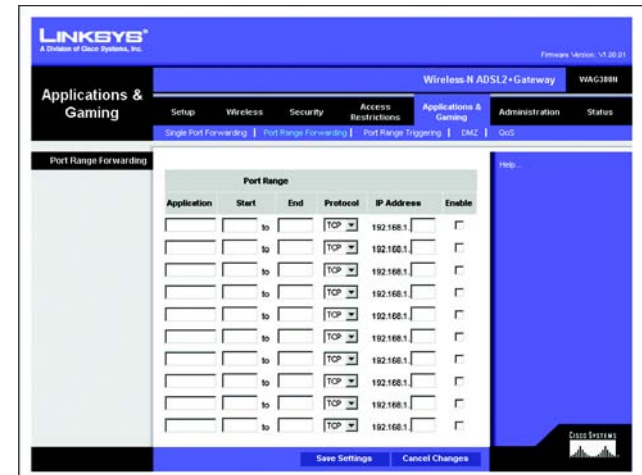 LINKSYS®
A Division of Cisco Systems, Inc.
Firmware Version: V1.00.01
Wireless-N ADSL2+Gateway WAG300N
Applications & Gaming
Setup Wireless Security Access Restrictions Applications & Gaming Administration Status
Single Port Forwarding | Port Range Forwarding | Port Range Triggering | DMZ | QoS
Port Range Forwarding
Help...
Port Range
Application Start End Protocol IP Address Enable
to TCP 192.168.1.
to TCP 192.168.1.
to TCP 192.168.1.
to TCP 192.168.1.
to TCP 192.168.1.
to TCP 192.168.1.
to TCP 192.168.1.
to TCP 192.168.1.
to TCP 192.168.1.
to TCP 192.168.1.
Save Settings Cancel Changes
CISCO SYSTEMS